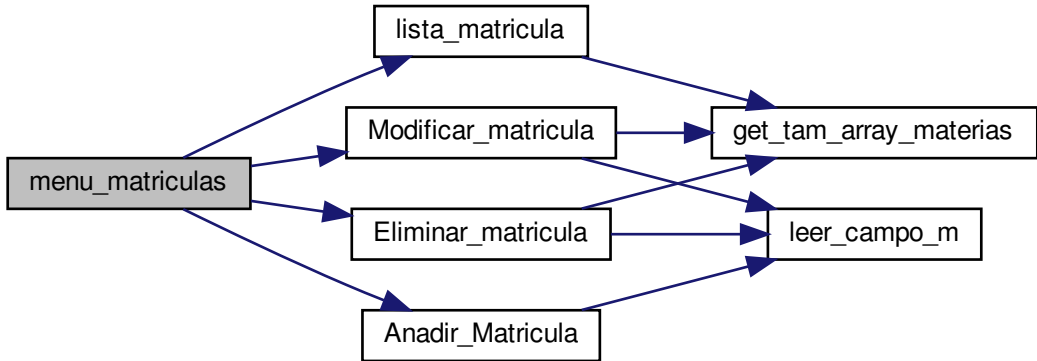 lista_matricula
Modificar_matricula
get_tam_array_materias
menu_matriculas
Eliminar_matricula
leer_campo_m
Anadir_Matricula